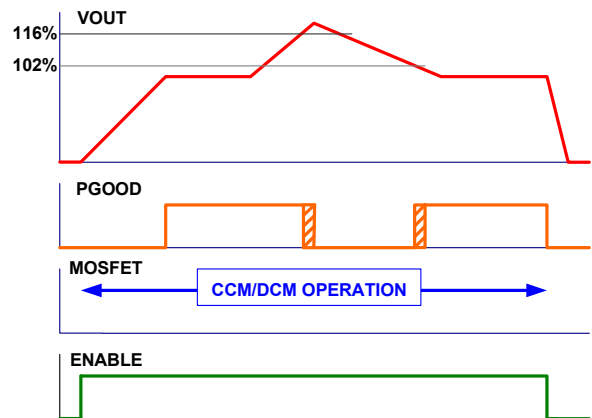 VOUT
116%
102%
PGOOD
MOSFET
CCM/DCM OPERATION
ENABLE